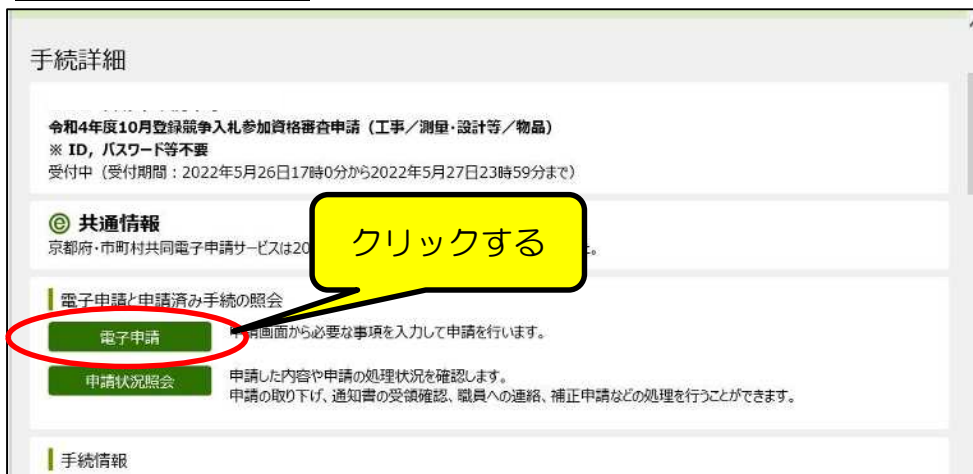 手続詳細
令和4年度10月登録競争入札参加資格審査申請（工事／測量・設計等／物品）
※ ID，パスワード等不要
受付中（受付期間：2022年5月26日17時0分から2022年5月27日23時59分まで）
共通情報
京都府・市町村共同電子申請サービスは20
クリックする
電子申請と申請済み手続の照会
電子申請
申請画面から必要な事項を入力して申請を行います。
申請状況照会
申請した内容や申請の処理状況を確認します。
申請の取り下げ、通知書の受領確認、職員への連絡、補正申請などの処理を行うことができます。
手続情報